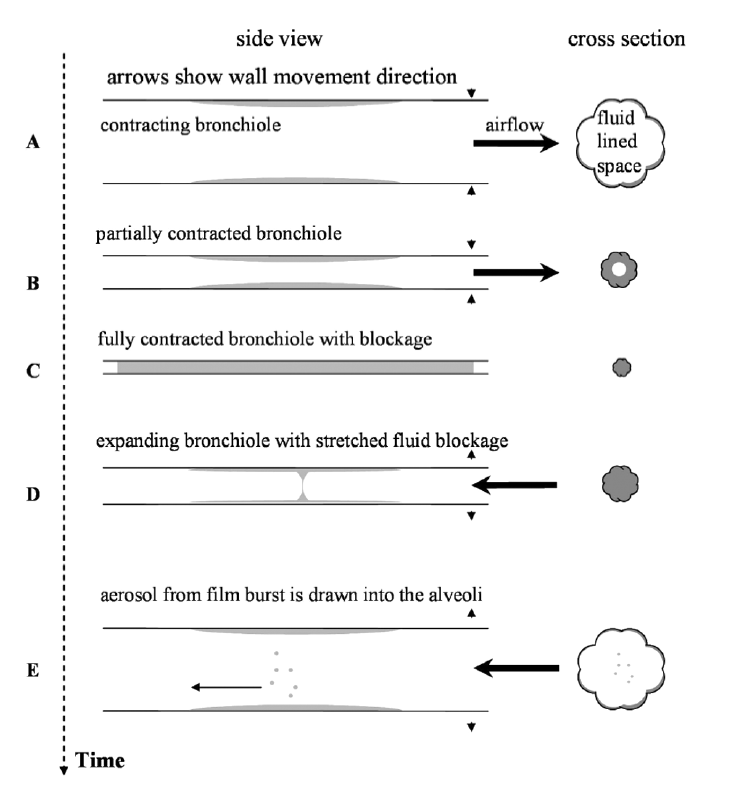 side view
cross section
arrows show wall movement direction
A
contracting bronchiole
airflow
fluid
lined
space
partially contracted bronchiole
B
fully contracted bronchiole with blockage
C
expanding bronchiole with stretched fluid blockage
D
aerosol from film burst is drawn into the alveoli
E
Time